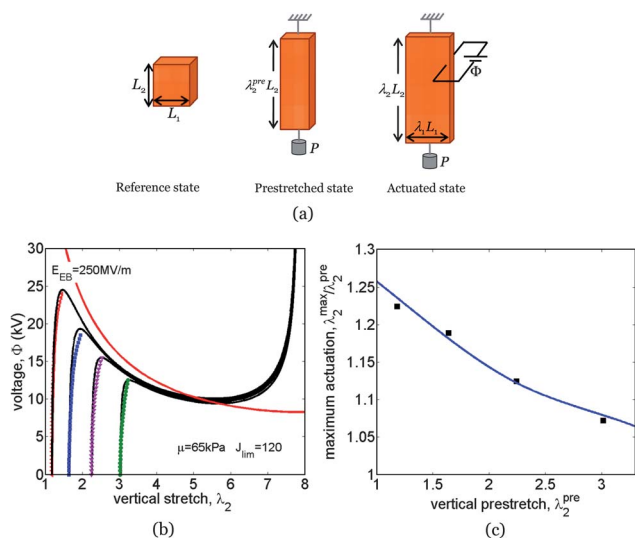 L₂
L₁
λ₂ᵖʳᵉL₂
P
λ₂L₂
λ₁L₁
Φ
P
Reference state
Prestretched state
Actuated state
(a)
voltage, Φ (kV)
30
25
20
15
10
5
0
E_EB=250MV/m
μ=65kPa J_lim=120
1 2 3 4 5 6 7 8
vertical stretch, λ₂
(b)
maximum actuation, λ₂ᵐᵃˣ/λ₂ᵖʳᵉ
1.3
1.25
1.2
1.15
1.1
1.05
1
1 1.5 2 2.5 3
vertical prestretch, λ₂ᵖʳᵉ
(c)